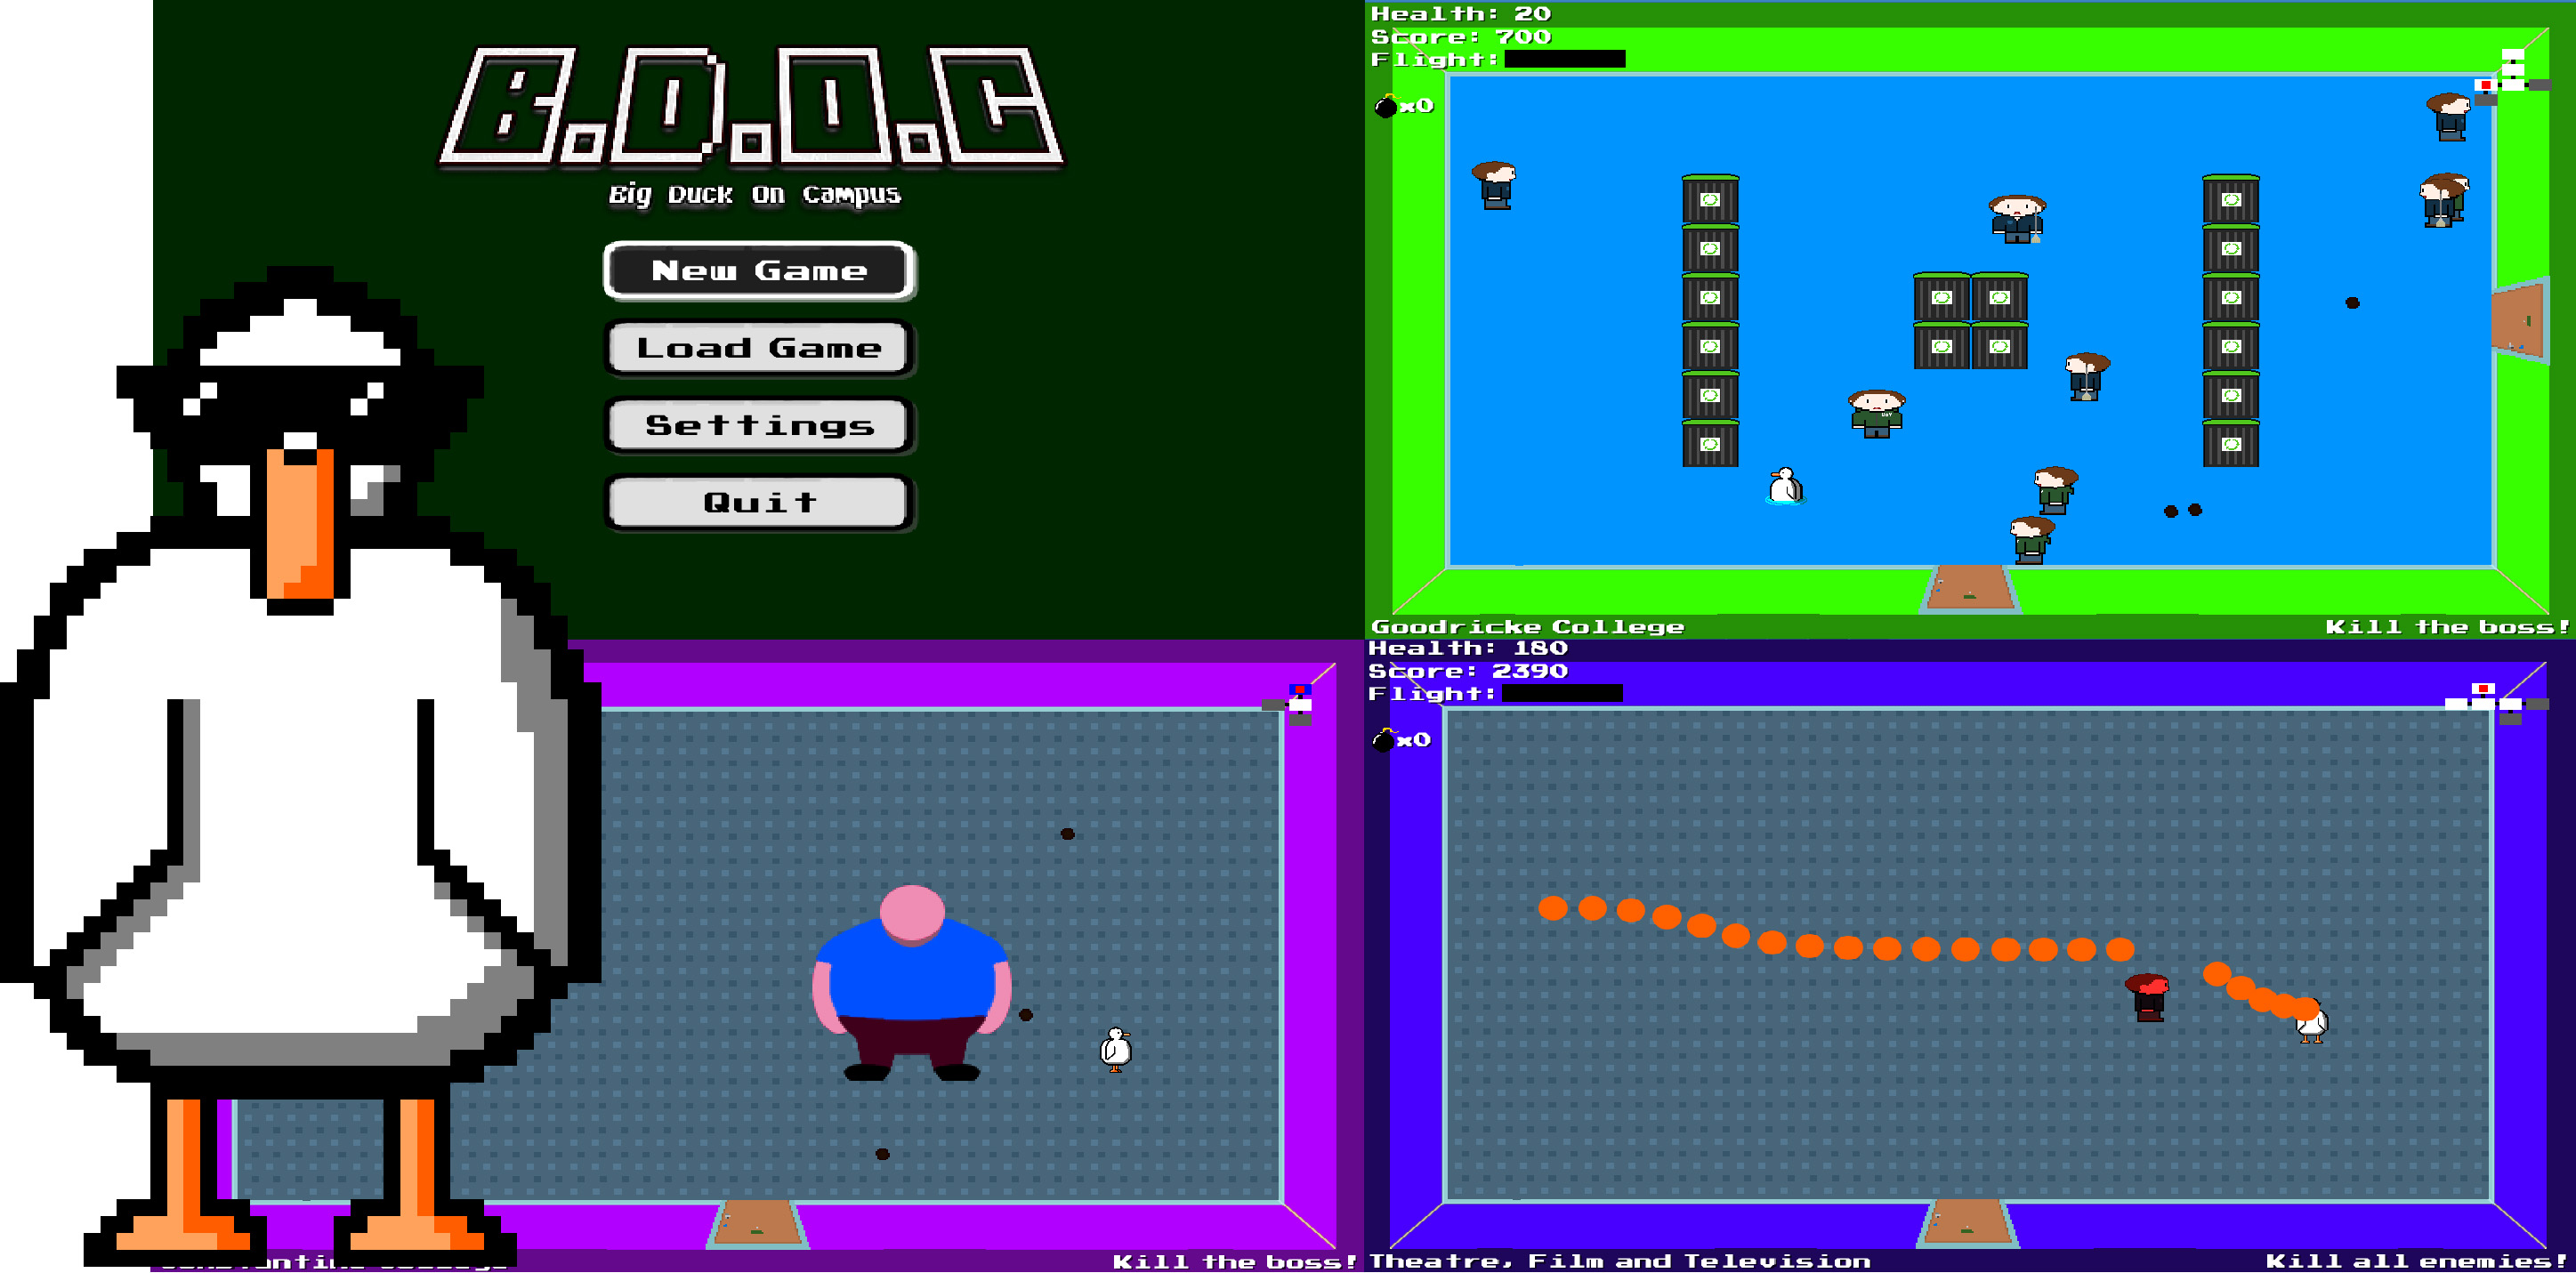 B.D.O.C
Big Duck On Campus
New Game
Load Game
Settings
Quit
Health: 20
Score: 700
Flight:
x0
Goodricke College
Kill the boss!
Kill the boss!
Health: 180
Score: 2390
Flight:
x0
Theatre, Film and Television
Kill all enemies!